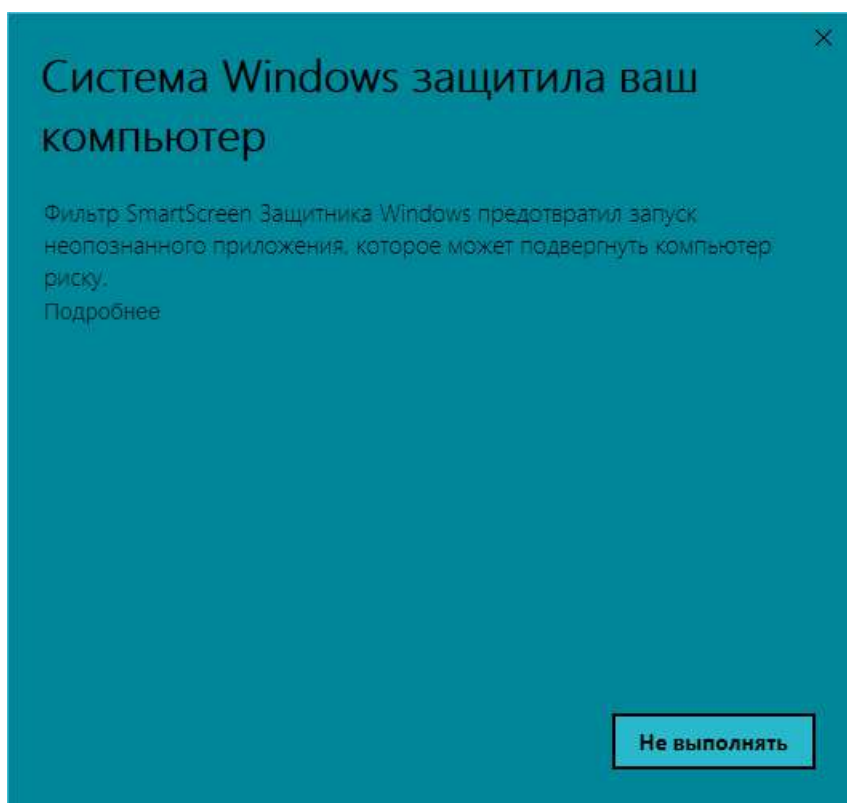 Система Windows защитила ваш
компьютер
Фильтр SmartScreen Защитника Windows предотвратил запуск
неопознанного приложения, которое может подвергнуть компьютер
риску.
Подробнее
Не выполнять